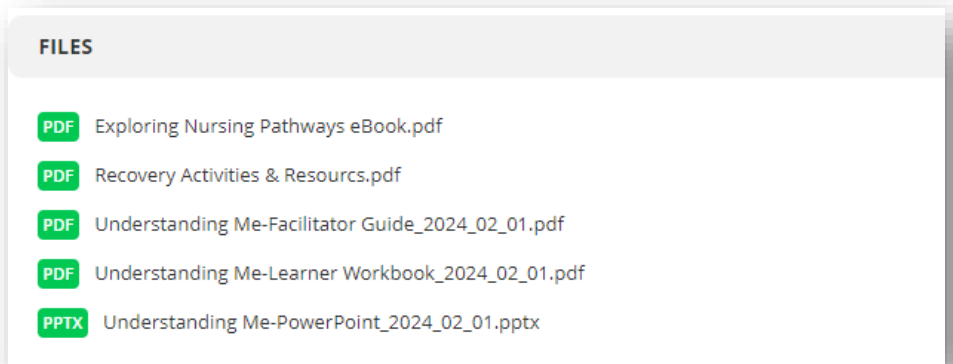 FILES
PDF Exploring Nursing Pathways eBook.pdf
PDF Recovery Activities & Resourcs.pdf
PDF Understanding Me-Facilitator Guide_2024_02_01.pdf
PDF Understanding Me-Learner Workbook_2024_02_01.pdf
PPTX Understanding Me-PowerPoint_2024_02_01.pptx